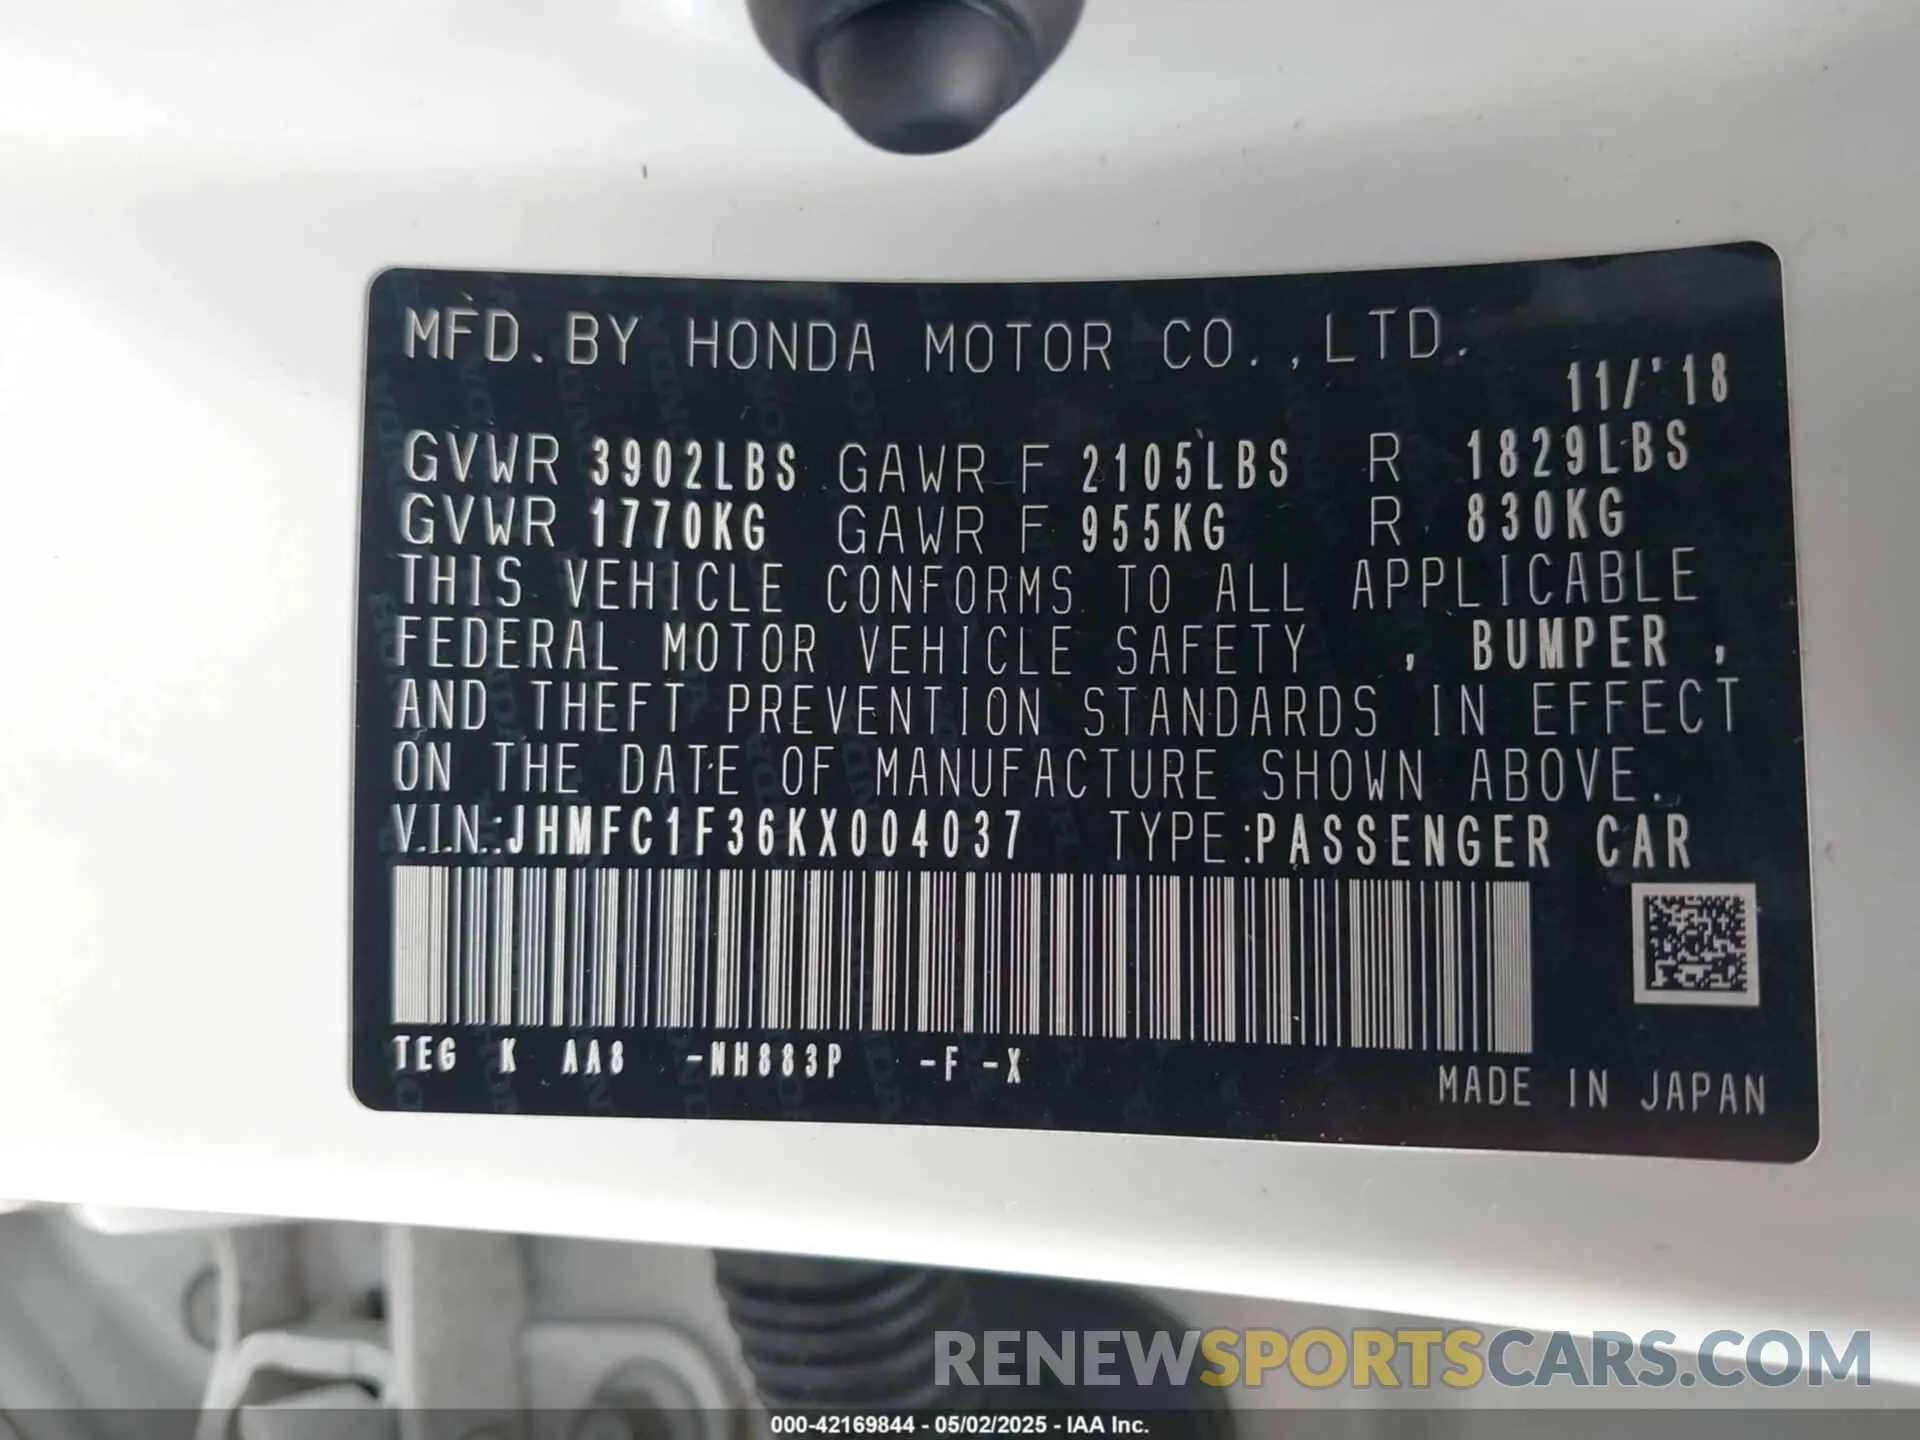 MFD. BY HONDA MOTOR CO., LTD.
11/'18
GVWR 3902LBS GAWR F 2105LBS R 1829LBS
GVWR 1770KG GAWR F 955KG R 830KG
THIS VEHICLE CONFORMS TO ALL APPLICABLE
FEDERAL MOTOR VEHICLE SAFETY , BUMPER ,
AND THEFT PREVENTION STANDARDS IN EFFECT
ON THE DATE OF MANUFACTURE SHOWN ABOVE.
V.I.N.:JHMFC1F36KX004037 TYPE:PASSENGER CAR
TEG K AA8 -NH883P -F -X
MADE IN JAPAN
RENEWSPORTSCARS.COM
000-42169844 - 05/02/2025 - IAA Inc.